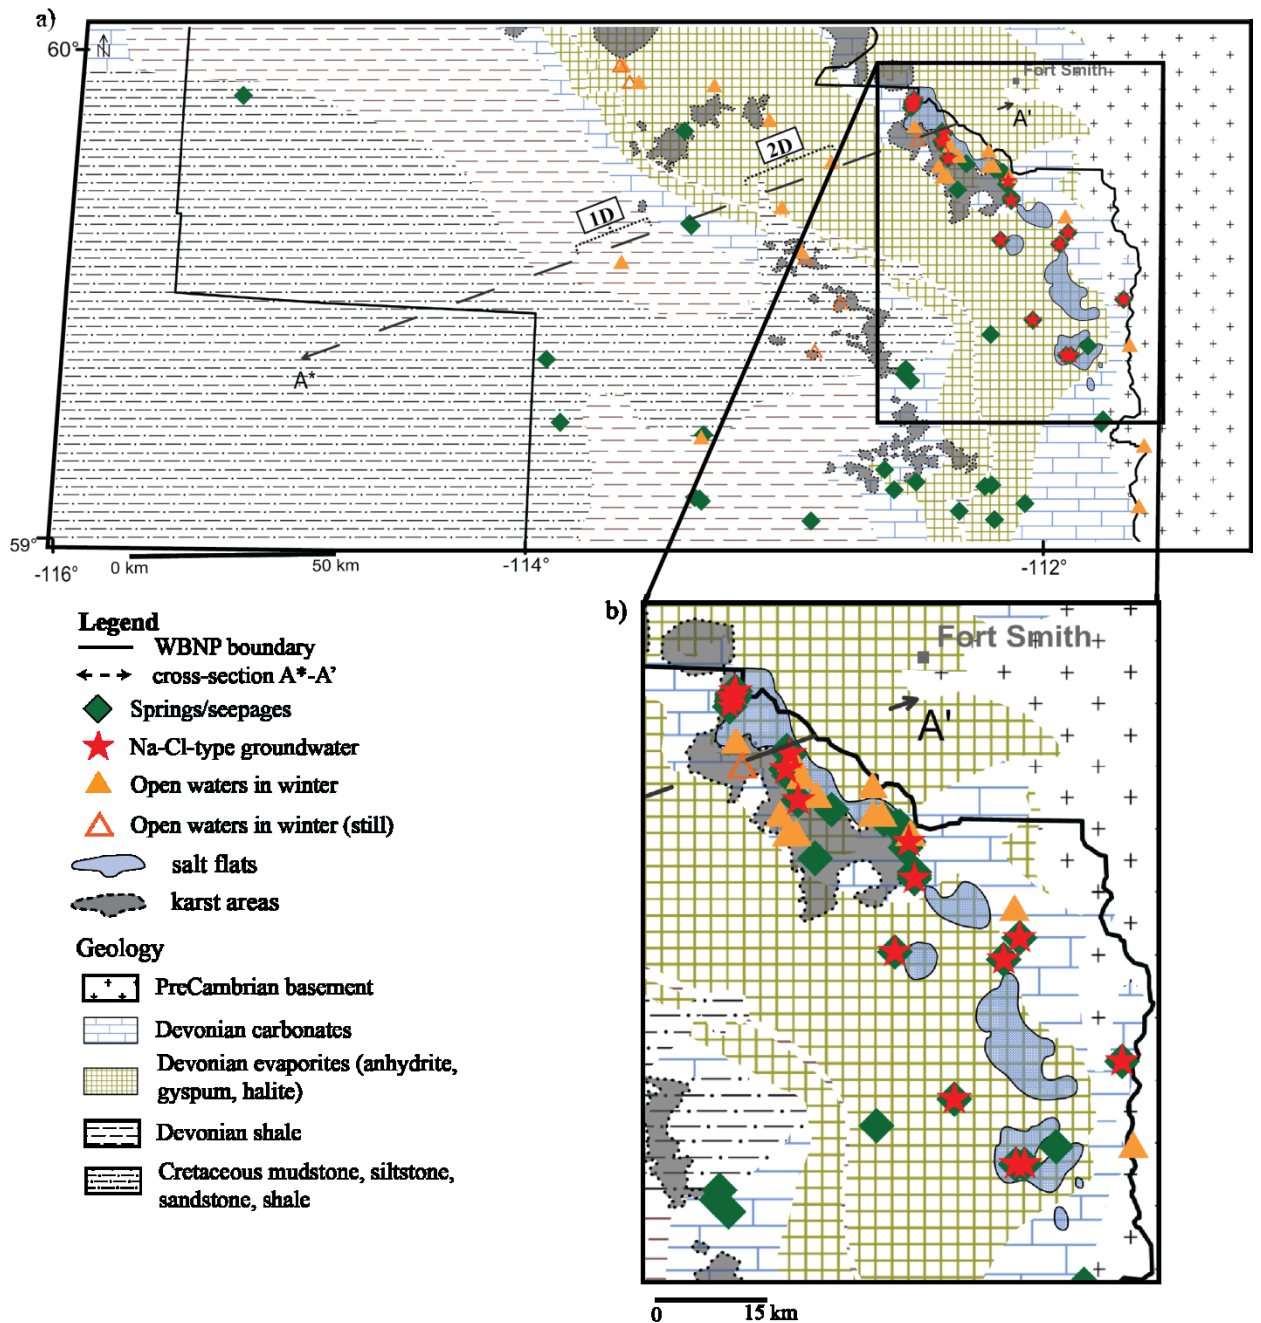 a)
60°
N
Fort Smith
A'
2D
1D
A*
59°
-116°
0 km
50 km
-114°
-112°
b)
Legend
WBNP boundary
cross-section A*-A'
Springs/seepages
Na-Cl-type groundwater
Open waters in winter
Open waters in winter (still)
salt flats
karst areas
Geology
PreCambrian basement
Devonian carbonates
Devonian evaporites (anhydrite,
gyspum, halite)
Devonian shale
Cretaceous mudstone, siltstone,
sandstone, shale
Fort Smith
A'
0
15 km